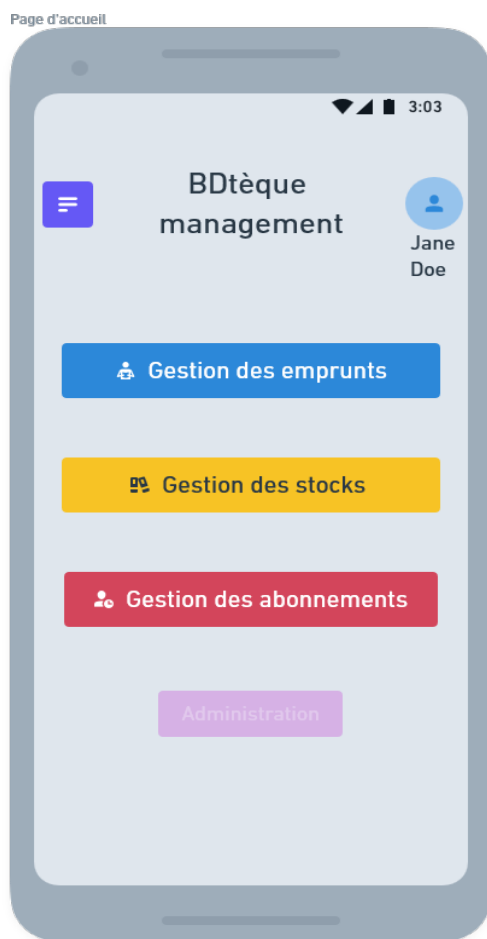 Page d'accueil
3:03
BDtèque
management
Jane
Doe
Gestion des emprunts
Gestion des stocks
Gestion des abonnements
Administration